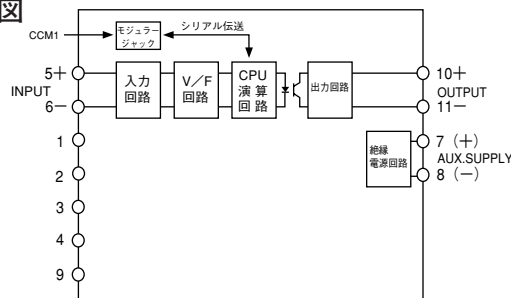 図
CCM1
モジュラー
ジャック
シリアル伝送
5＋
INPUT
6－
入力
回路
V／F
回路
CPU
演算
回路
出力回路
10＋
OUTPUT
11－
絶縁
電源回路
7（＋）
AUX.SUPPLY
8（－）
1
2
3
4
9